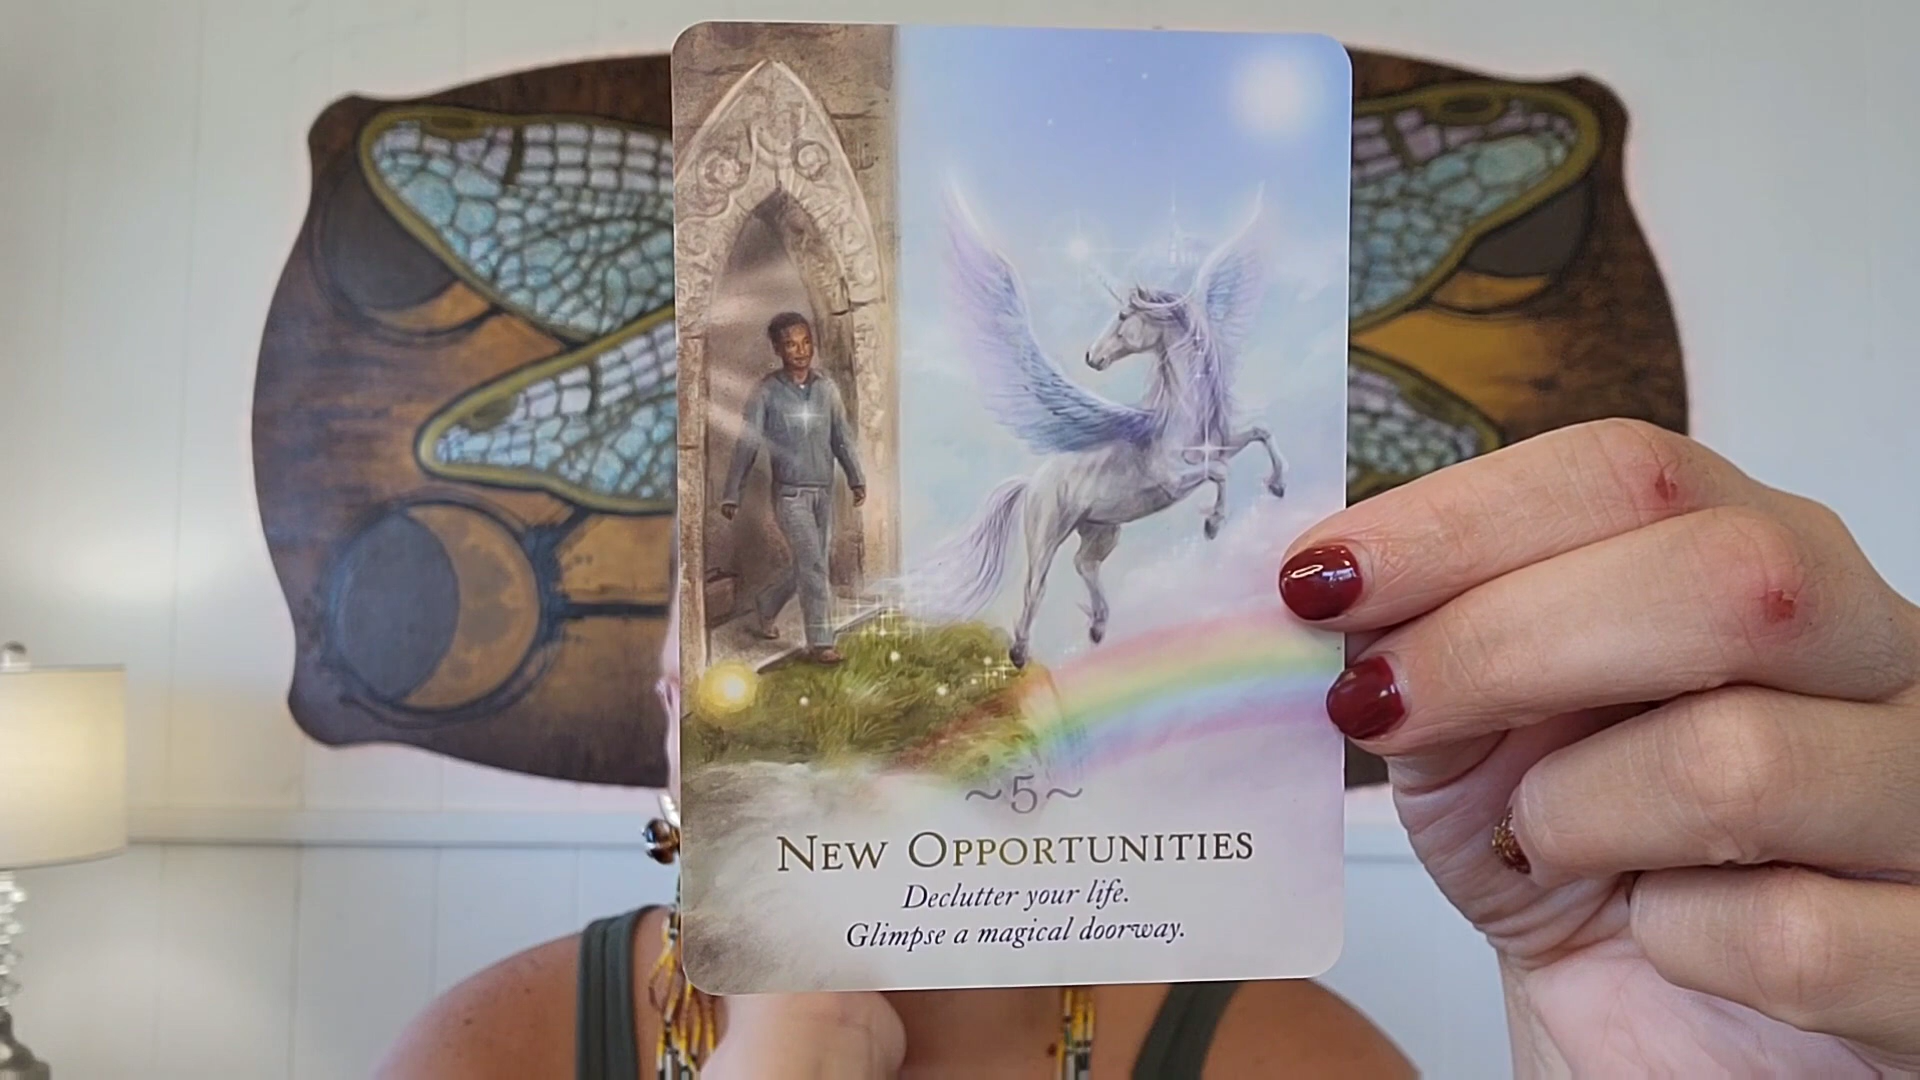 ~5~
NEW OPPORTUNITIES
Declutter your life.
Glimpse a magical doorway.